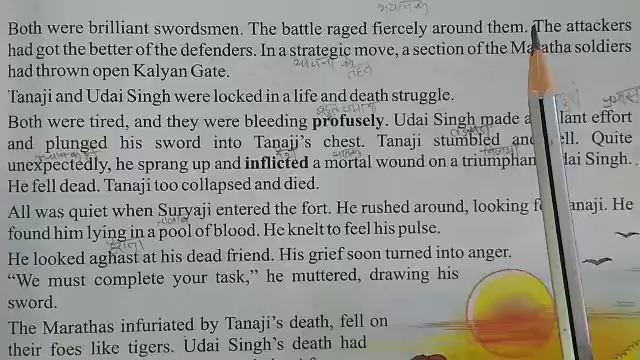 Both were brilliant swordsmen. The battle raged fiercely around them. The attackers
had got the better of the defenders. In a strategic move, a section of the Maratha soldiers
had thrown open Kalyan Gate.
Tanaji and Udai Singh were locked in a life and death struggle.
Both were tired, and they were bleeding profusely. Udai Singh made a effort
and plunged his sword into Tanaji's chest. Tanaji stumbled and Quite
unexpectedly, he sprang up and inflicted a mortal wound on a triumphan Singh.
He fell dead. Tanaji too collapsed and died.
All was quiet when Suryaji entered the fort. He rushed around, looking Tanaji. He
found him lying in a pool of blood. He knelt to feel his pulse.
He looked aghast at his dead friend. His grief soon turned into anger.
"We must complete your task," he muttered, drawing his
sword.
The Marathas infuriated by Tanaji's death, fell on
their foes like tigers. Udai Singh's death had